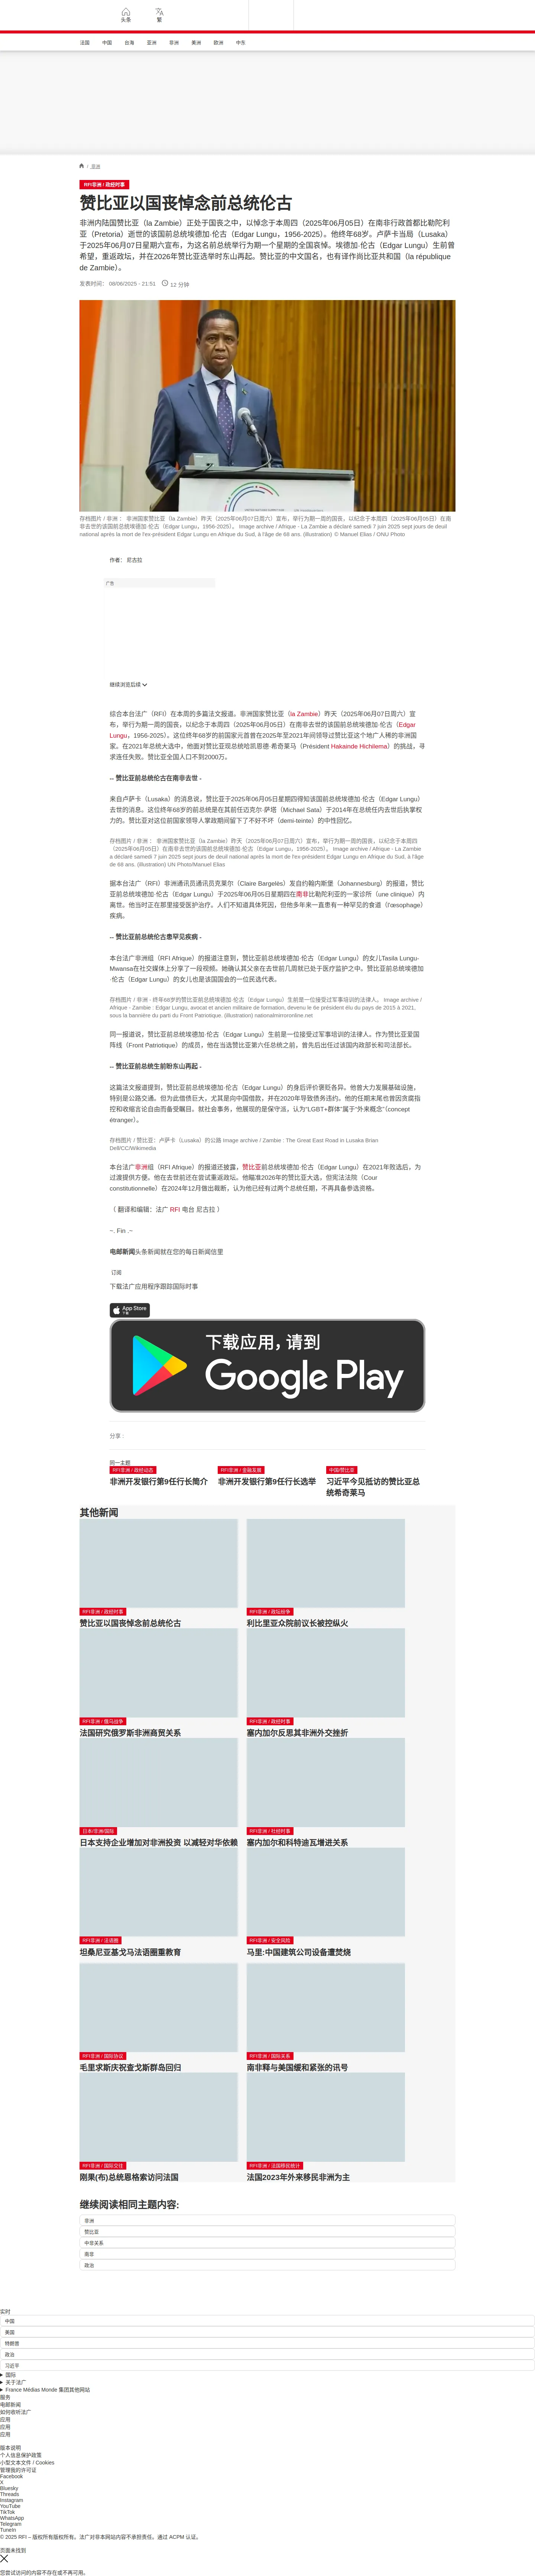 头条
繁
法国 中国 台海 亚洲 非洲 美洲 欧洲 中东
/ 非洲
RFI非洲 / 政经时事
赞比亚以国丧悼念前总统伦古
非洲内陆国赞比亚（la Zambie）正处于国丧之中，以悼念于本周四（2025年06月05日）在南非行政首都比勒陀利
亚（Pretoria）逝世的该国前总统埃德加·伦古（Edgar Lungu，1956-2025）。他终年68岁。卢萨卡当局（Lusaka）
于2025年06月07日星期六宣布，为这名前总统举行为期一个星期的全国哀悼。埃德加·伦古（Edgar Lungu）生前曾
希望，重返政坛，并在2026年赞比亚选举时东山再起。赞比亚的中文国名，也有译作尚比亚共和国（la république
de Zambie）。
发表时间： 08/06/2025 - 21:51 12 分钟
存档图片 / 非洲 ： 非洲国家赞比亚（la Zambie）昨天（2025年06月07日周六）宣布，举行为期一周的国丧，以纪念于本周四（2025年06月05日）在南
非去世的该国前总统埃德加·伦古（Edgar Lungu，1956-2025）。 Image archive / Afrique - La Zambie a déclaré samedi 7 juin 2025 sept jours de deuil
national après la mort de l'ex-président Edgar Lungu en Afrique du Sud, à l'âge de 68 ans. (Illustration) © Manuel Elias / ONU Photo
作者： 尼古拉
广告
继续浏览后续
综合本台法广（RFI）在本周的多篇法文报道。非洲国家赞比亚（la Zambie）昨天（2025年06月07日周六）宣
布，举行为期一周的国丧，以纪念于本周四（2025年06月05日）在南非去世的该国前总统埃德加·伦古（Edgar
Lungu，1956-2025）。这位终年68岁的前国家元首曾在2025年至2021年间领导过赞比亚这个地广人稀的非洲国
家。在2021年总统大选中，他面对赞比亚现总统哈凯恩德·希奇莱马（Président Hakainde Hichilema）的挑战，寻
求连任失败。赞比亚全国人口不到2000万。
-- 赞比亚前总统伦古在南非去世 -
来自卢萨卡（Lusaka）的消息说，赞比亚于2025年06月05日星期四得知该国前总统埃德加·伦古（Edgar Lungu）
去世的消息。这位终年68岁的前总统是在其前任迈克尔·萨塔（Michael Sata）于2014年在总统任内去世后执掌权
力的。赞比亚对这位前国家领导人掌政期间留下了不好不坏（demi-teinte）的中性回忆。
存档图片 / 非洲 ： 非洲国家赞比亚（la Zambie）昨天（2025年06月07日周六）宣布，举行为期一周的国丧，以纪念于本周四
（2025年06月05日）在南非去世的该国前总统埃德加·伦古（Edgar Lungu，1956-2025）。 Image archive / Afrique - La Zambie
a déclaré samedi 7 juin 2025 sept jours de deuil national après la mort de l'ex-président Edgar Lungu en Afrique du Sud, à l'âge
de 68 ans. (Illustration) UN Photo/Manuel Elias
据本台法广（RFI）非洲通讯员通讯员克莱尔（Claire Bargelès）发自约翰内斯堡（Johannesburg）的报道，赞比
亚前总统埃德加·伦古（Edgar Lungu）于2025年06月05日星期四在南非比勒陀利亚的一家诊所（une clinique）内
离世。他当时正在那里接受医护治疗。人们不知道具体死因，但他多年来一直患有一种罕见的食道（l'œsophage）
疾病。
-- 赞比亚前总统伦古患罕见疾病 -
本台法广非洲组（RFI Afrique）的报道注意到，赞比亚前总统埃德加·伦古（Edgar Lungu）的女儿Tasila Lungu-
Mwansa在社交媒体上分享了一段视频。她确认其父亲在去世前几周就已处于医疗监护之中。赞比亚前总统埃德加
·伦古（Edgar Lungu）的女儿也是该国国会的一位民选代表。
存档图片 / 非洲 - 终年68岁的赞比亚前总统埃德加·伦古（Edgar Lungu）生前是一位接受过军事培训的法律人。 Image archive /
Afrique - Zambie : Edgar Lungu, avocat et ancien militaire de formation, devenu le 6e président élu du pays de 2015 à 2021,
sous la bannière du parti du Front Patriotique. (illustration) nationalmirroronline.net
同一报道说，赞比亚前总统埃德加·伦古（Edgar Lungu）生前是一位接受过军事培训的法律人。作为赞比亚爱国
阵线（Front Patriotique）的成员，他在当选赞比亚第六任总统之前，曾先后出任过该国内政部长和司法部长。
-- 赞比亚前总统生前盼东山再起 -
这篇法文报道提到，赞比亚前总统埃德加·伦古（Edgar Lungu）的身后评价褒贬各异。他曾大力发展基础设施，
特别是公路交通。但为此借债巨大，尤其是向中国借款，并在2020年导致债务违约。他的任期末尾也曾因贪腐指
控和收缩言论自由而备受瞩目。就社会事务，他展现的是保守派，认为"LGBT+群体"属于"外来概念"（concept
étranger）。
存档图片 / 赞比亚：卢萨卡（Lusaka）的公路 Image archive / Zambie : The Great East Road in Lusaka Brian
Dell/CC/Wikimedia
本台法广非洲组（RFI Afrique）的报道还披露，赞比亚前总统埃德加·伦古（Edgar Lungu）在2021年败选后，为
过渡提供方便。他在去世前还在尝试重返政坛。他瞄准2026年的赞比亚大选，但宪法法院（Cour
constitutionnelle）在2024年12月做出裁断，认为他已经有过两个总统任期，不再具备参选资格。
（ 翻译和编辑：法广 RFI 电台 尼古拉 ）
~. Fin .~
电邮新闻头条新闻就在您的每日新闻信里
订阅
下载法广应用程序跟踪国际时事
App Store
下载
下载应用，请到
Google Play
分享 :
同一主题
RFI非洲 / 政经动态
非洲开发银行第9任行长简介
RFI非洲 / 金融发展
非洲开发银行第9任行长选举
中国/赞比亚
习近平今见抵访的赞比亚总
统希奇莱马
其他新闻
RFI非洲 / 政经时事
赞比亚以国丧悼念前总统伦古
RFI非洲 / 政坛纷争
利比里亚众院前议长被控纵火
RFI非洲 / 俄乌战争
法国研究俄罗斯非洲商贸关系
RFI非洲 / 政经时事
塞内加尔反思其非洲外交挫折
日本/非洲/国际
日本支持企业增加对非洲投资 以减轻对华依赖
RFI非洲 / 社经时事
塞内加尔和科特迪瓦增进关系
RFI非洲 / 法语圈
坦桑尼亚基戈马法语圈重教育
RFI非洲 / 安全风险
马里:中国建筑公司设备遭焚烧
RFI非洲 / 国际协议
毛里求斯庆祝查戈斯群岛回归
RFI非洲 / 国际关系
南非释与美国缓和紧张的讯号
RFI非洲 / 国际交往
刚果(布)总统恩格索访问法国
RFI非洲 / 法国移民统计
法国2023年外来移民非洲为主
继续阅读相同主题内容:
非洲
赞比亚
中非关系
南非
政治
实时
中国
美国
特朗普
政治
习近平
国际
关于法广
France Médias Monde 集团其他网站
服务
电邮新闻
如何收听法广
应用
应用
应用
版本说明
个人信息保护政策
小型文本文件 / Cookies
管理我的许可证
Facebook
X
Bluesky
Threads
Instagram
YouTube
TikTok
WhatsApp
Telegram
TuneIn
© 2025 RFI – 版权所有版权所有。法广对非本网站内容不承担责任。通过 ACPM 认证。
页面未找到
您尝试访问的内容不存在或不再可用。